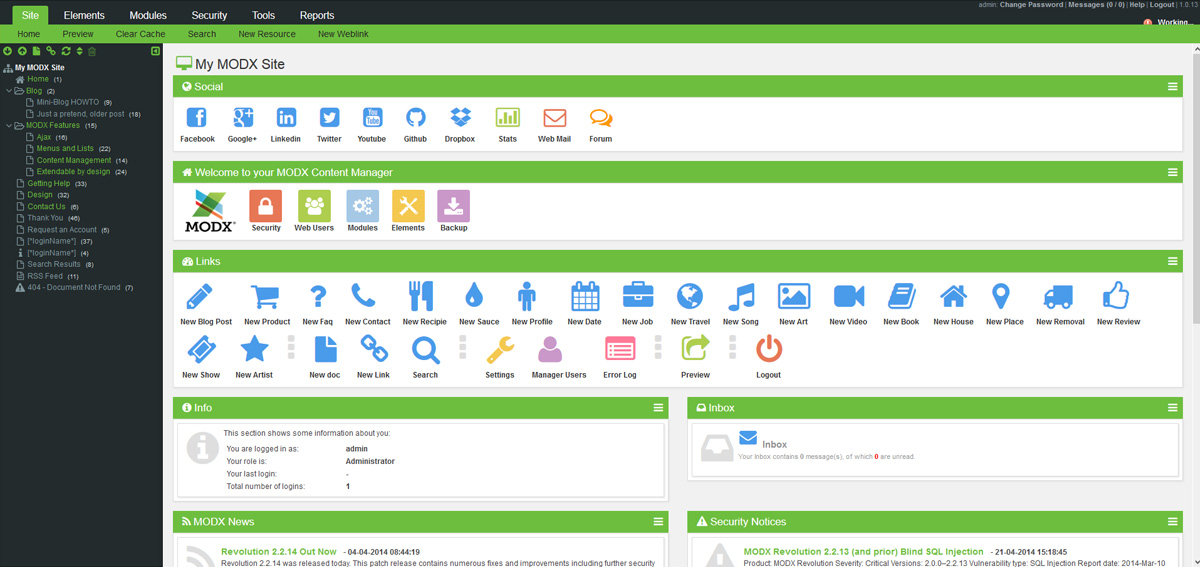 Site Elements Modules Security Tools Reports
admin: Change Password | Messages (0 / 0) | Help | Logout | 1.0.13
Working...
Home Preview Clear Cache Search New Resource New Weblink
My MODX Site
Home (1)
Blog (2)
Mini-Blog HOWTO (9)
Just a pretend, older post (18)
MODX Features (15)
Ajax (16)
Menus and Lists (22)
Content Management (14)
Extendable by design (24)
Getting Help (33)
Design (32)
Contact Us (6)
Thank You (46)
Request an Account (5)
[*loginName*] (37)
[*loginName*] (4)
Search Results (8)
RSS Feed (11)
404 - Document Not Found (7)
My MODX Site
Social
Facebook Google+ Linkedin Twitter Youtube Github Dropbox Stats Web Mail Forum
Welcome to your MODX Content Manager
MODX Security Web Users Modules Elements Backup
Links
New Blog Post New Product New Faq New Contact New Recipie New Sauce New Profile New Date New Job New Travel New Song New Art New Video New Book New House New Place New Removal New Review
New Show New Artist New doc New Link Search Settings Manager Users Error Log Preview Logout
Info
This section shows some information about you:
You are logged in as: admin
Your role is: Administrator
Your last login: -
Total number of logins: 1
Inbox
Inbox
Your Inbox contains 0 message(s), of which 0 are unread.
MODX News
Revolution 2.2.14 Out Now - 04-04-2014 08:44:19
Revolution 2.2.14 was released today. This patch release contains numerous fixes and improvements including further security
Security Notices
MODX Revolution 2.2.13 (and prior) Blind SQL Injection - 21-04-2014 15:18:45
Product: MODX Revolution Severity: Critical Versions: 2.0.0–2.2.13 Vulnerability type: SQL Injection Report date: 2014-Mar-10